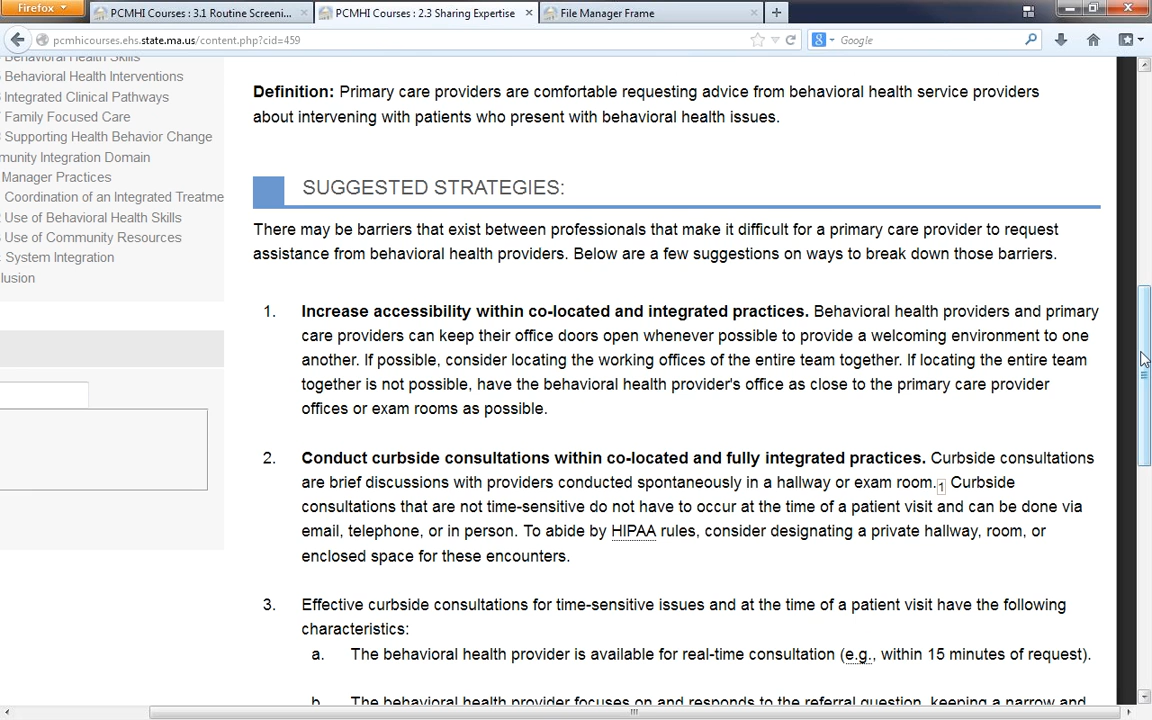 Firefox
PCMHI Courses : 3.1 Routine Screeni...
PCMHI Courses : 2.3 Sharing Expertise
File Manager Frame
pcmhicourses.ehs.state.ma.us/content.php?cid=459
Google
Behavioral Health Skills
Behavioral Health Interventions
Integrated Clinical Pathways
Family Focused Care
Supporting Health Behavior Change
munity Integration Domain
Manager Practices
Coordination of an Integrated Treatme
Use of Behavioral Health Skills
Use of Community Resources
System Integration
lusion
Definition: Primary care providers are comfortable requesting advice from behavioral health service providers
about intervening with patients who present with behavioral health issues.
SUGGESTED STRATEGIES:
There may be barriers that exist between professionals that make it difficult for a primary care provider to request
assistance from behavioral health providers. Below are a few suggestions on ways to break down those barriers.
1. Increase accessibility within co-located and integrated practices. Behavioral health providers and primary
care providers can keep their office doors open whenever possible to provide a welcoming environment to one
another. If possible, consider locating the working offices of the entire team together. If locating the entire team
together is not possible, have the behavioral health provider's office as close to the primary care provider
offices or exam rooms as possible.
2. Conduct curbside consultations within co-located and fully integrated practices. Curbside consultations
are brief discussions with providers conducted spontaneously in a hallway or exam room.1 Curbside
consultations that are not time-sensitive do not have to occur at the time of a patient visit and can be done via
email, telephone, or in person. To abide by HIPAA rules, consider designating a private hallway, room, or
enclosed space for these encounters.
3. Effective curbside consultations for time-sensitive issues and at the time of a patient visit have the following
characteristics:
a. The behavioral health provider is available for real-time consultation (e.g., within 15 minutes of request).
b. The behavioral health provider focuses on and responds to the referral question, keeping a narrow and